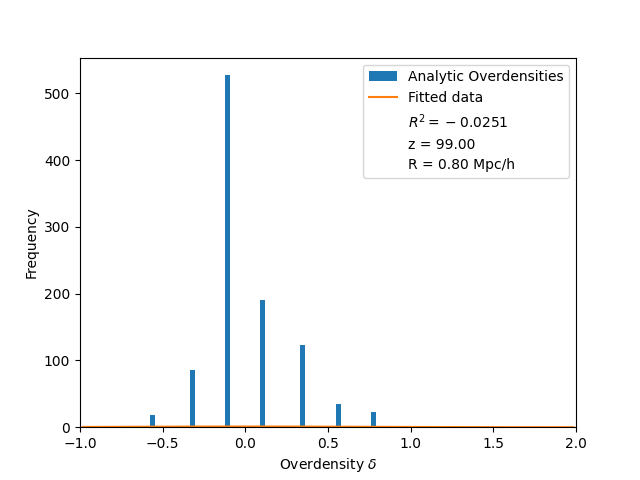 Analytic Overdensities
Fitted data
R² = −0.0251
z = 99.00
R = 0.80 Mpc/h
500
400
300
200
100
0
Frequency
−1.0 −0.5 0.0 0.5 1.0 1.5 2.0
Overdensity δ